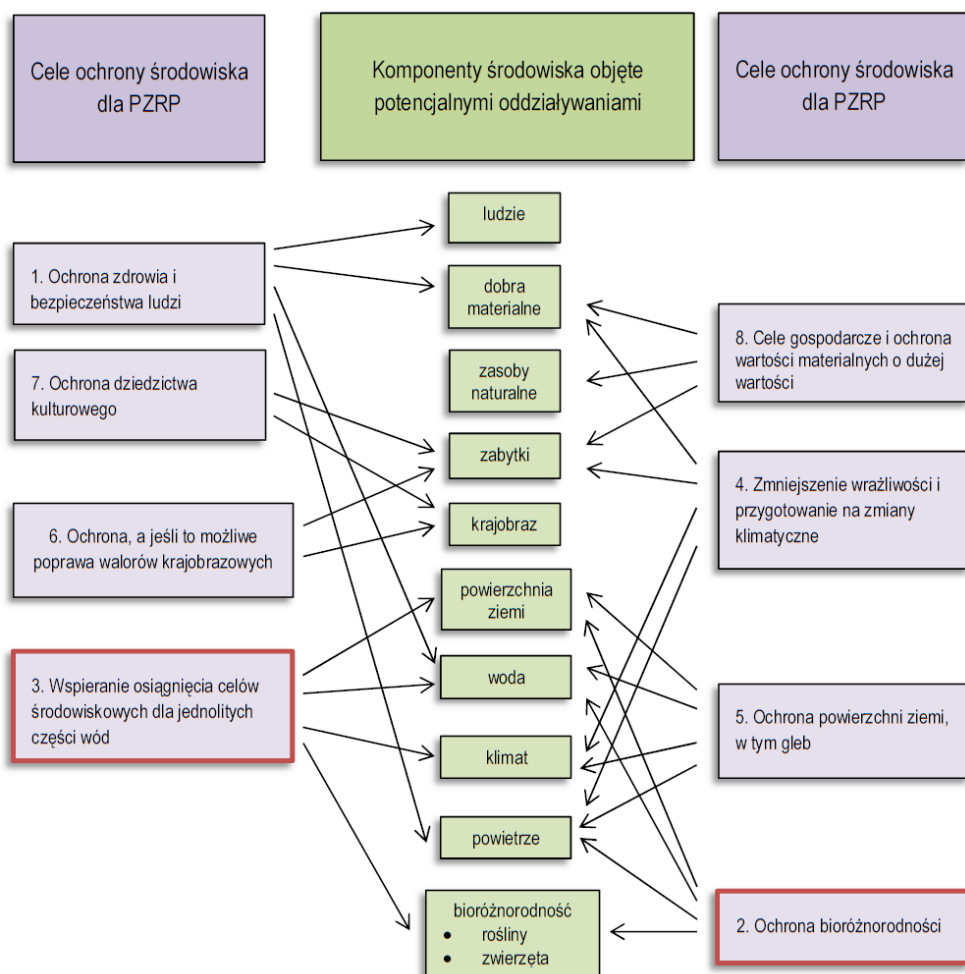 Cele ochrony środowiska
dla PZRP
Komponenty środowiska objęte
potencjalnymi oddziaływaniami
Cele ochrony środowiska
dla PZRP
1. Ochrona zdrowia i
bezpieczeństwa ludzi
7. Ochrona dziedzictwa
kulturowego
6. Ochrona, a jeśli to możliwe
poprawa walorów krajobrazowych
3. Wspieranie osiągnięcia celów
środowiskowych dla jednolitych
części wód
ludzie
dobra
materialne
zasoby
naturalne
zabytki
krajobraz
powierzchnia
ziemi
woda
klimat
powietrze
bioróżnorodność
• rośliny
• zwierzęta
8. Cele gospodarcze i ochrona
wartości materialnych o dużej
wartości
4. Zmniejszenie wrażliwości i
przygotowanie na zmiany
klimatyczne
5. Ochrona powierzchni ziemi,
w tym gleb
2. Ochrona bioróżnorodności